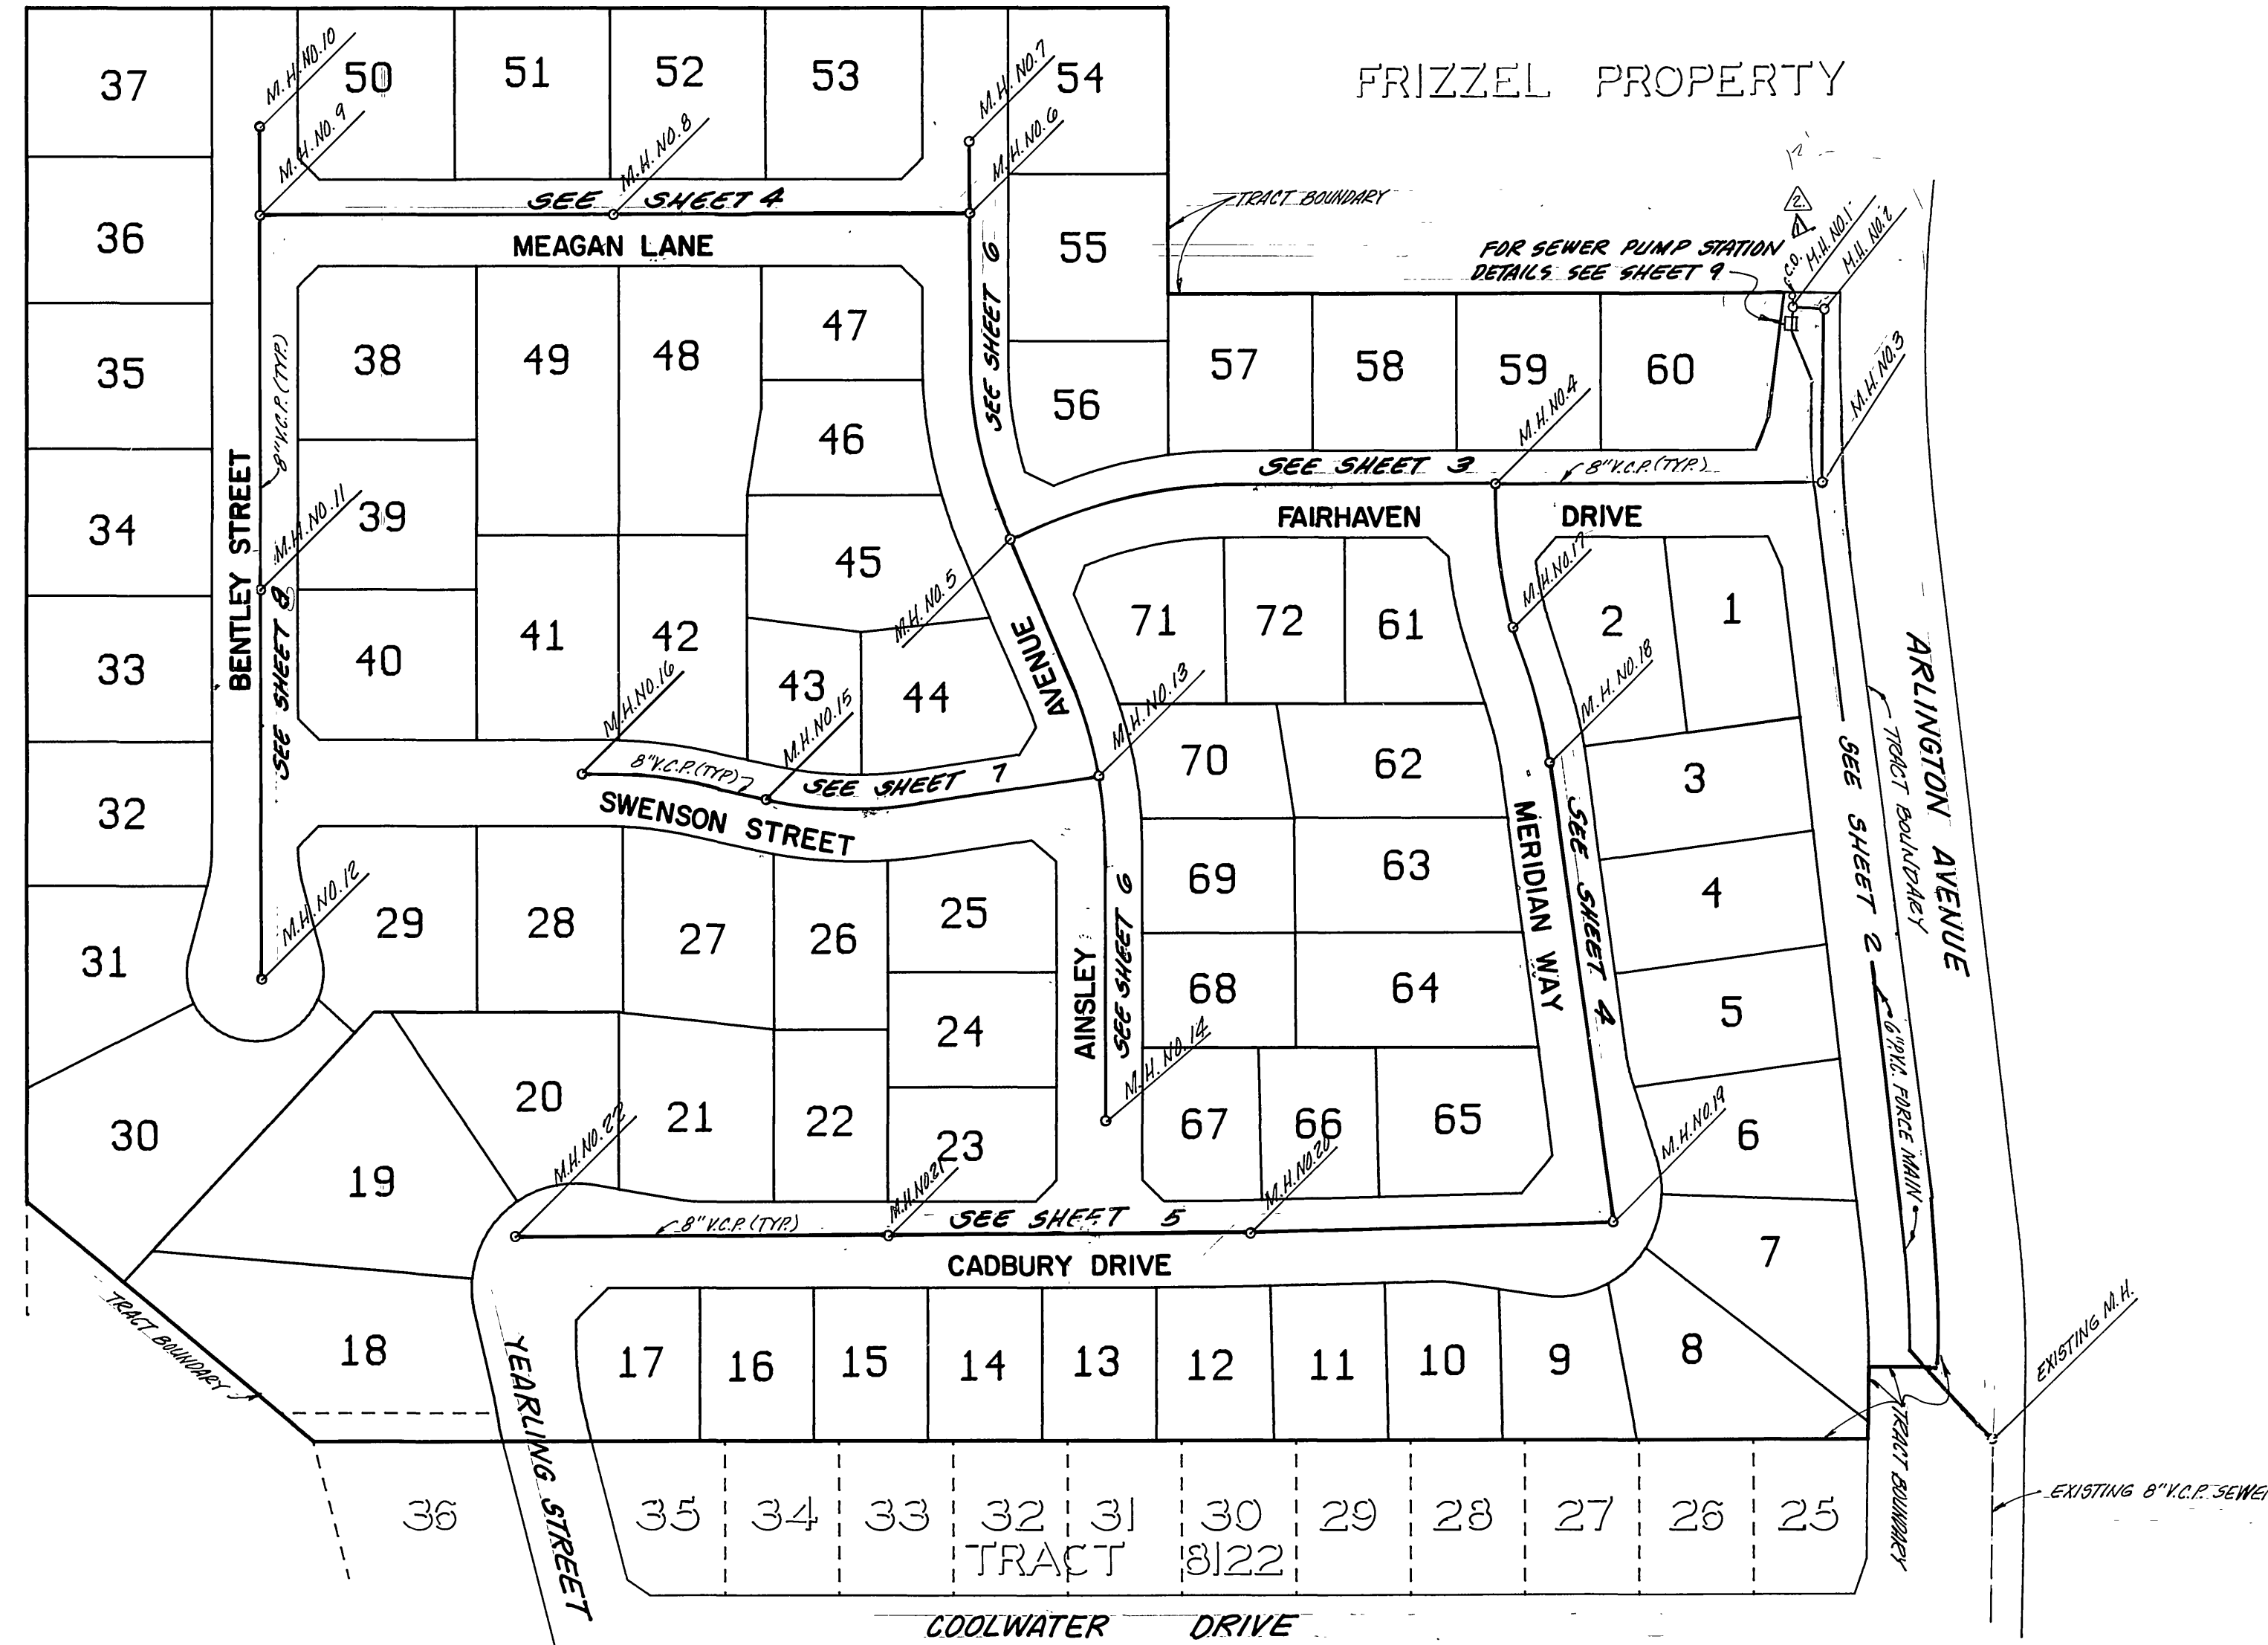 FRIZZEL PROPERTY
37
M.H. NO. 10
50
51
52
53
M.H. NO. 7
54
M.H. NO. 9
M.H. NO. 8
M.H. NO. 6
SEE SHEET 4
MEAGAN LANE
36
SEE SHEET 6
55
TRACT BOUNDARY
2
1
FOR SEWER PUMP STATION
DETAILS SEE SHEET 9
C.O.
M.H. NO. 1
M.H. NO. 2
35
8" V.C.P. (TYP.)
38
49
48
47
46
56
57
58
59
60
M.H. NO. 4
M.H. NO. 3
SEE SHEET 3
8" V.C.P. (TYP.)
FAIRHAVEN DRIVE
34
BENTLEY STREET
M.H. NO. 11
39
45
M.H. NO. 5
M.H. NO. 17
33
SEE SHEET 8
40
41
42
43
44
AVENUE
71
72
61
2
1
M.H. NO. 16
M.H. NO. 15
M.H. NO. 13
M.H. NO. 18
ARLINGTON AVENUE
TRACT BOUNDARY
SEE SHEET 2
32
8" V.C.P. (TYP.)
SEE SHEET 7
SWENSON STREET
70
62
3
MERIDIAN WAY
SEE SHEET 4
M.H. NO. 12
69
63
4
31
29
28
27
26
25
AINSLEY
SEE SHEET 6
68
64
5
6" P.V.C. FORCE MAIN
24
M.H. NO. 14
30
19
20
21
22
23
67
66
65
6
M.H. NO. 22
M.H. NO. 21
M.H. NO. 20
M.H. NO. 19
8" V.C.P. (TYP.)
SEE SHEET 5
CADBURY DRIVE
7
TRACT BOUNDARY
18
YEARLING STREET
17
16
15
14
13
12
11
10
9
8
EXISTING M.H.
TRACT BOUNDARY
EXISTING 8" V.C.P. SEWER
36
35
34
33
32
31
30
29
28
27
26
25
TRACT 8122
COOLWATER DRIVE